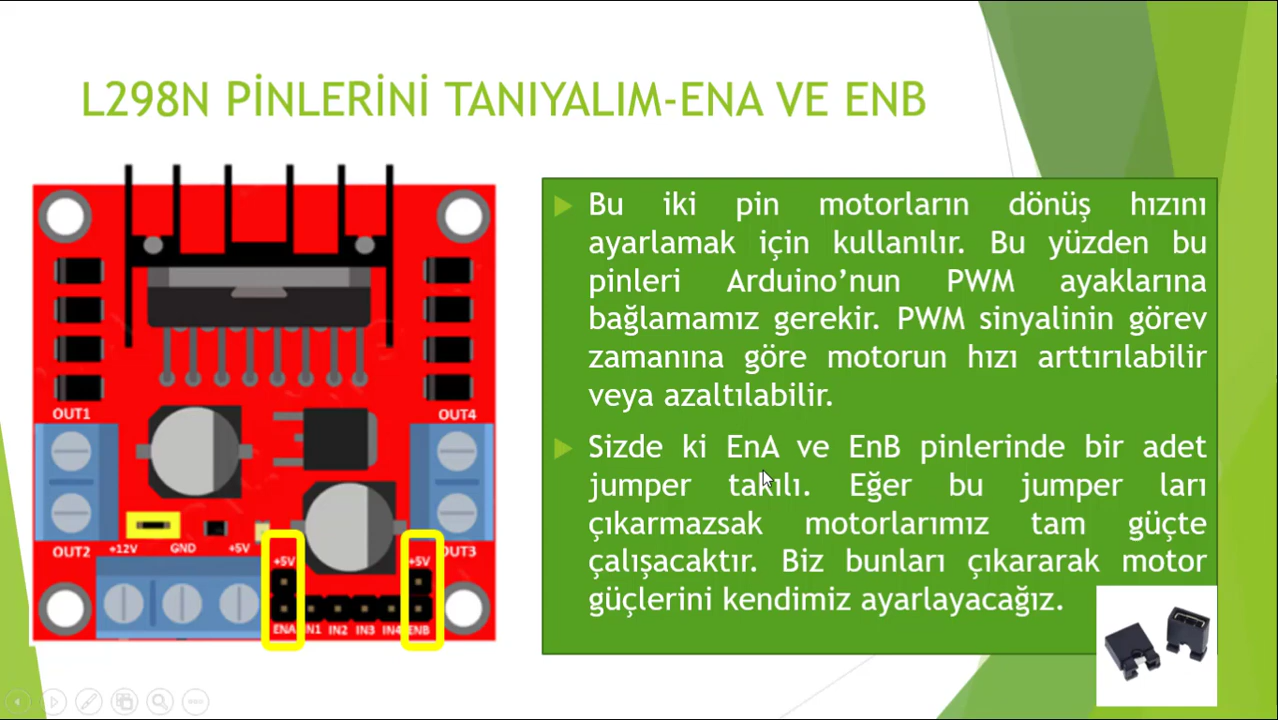 L298N PİNLERİNİ TANIYALIM-ENA VE ENB
OUT1
OUT4
OUT2
+12V
GND
+5V
OUT3
+5V
+5V
ENA
IN1
IN2
IN3
IN4
ENB
Bu iki pin motorların dönüş hızını
ayarlamak için kullanılır. Bu yüzden bu
pinleri Arduino’nun PWM ayaklarına
bağlamamız gerekir. PWM sinyalinin görev
zamanına göre motorun hızı arttırılabilir
veya azaltılabilir.
Sizde ki EnA ve EnB pinlerinde bir adet
jumper takılı. Eğer bu jumper ları
çıkarmazsak motorlarımız tam güçte
çalışacaktır. Biz bunları çıkararak motor
güçlerini kendimiz ayarlayacağız.